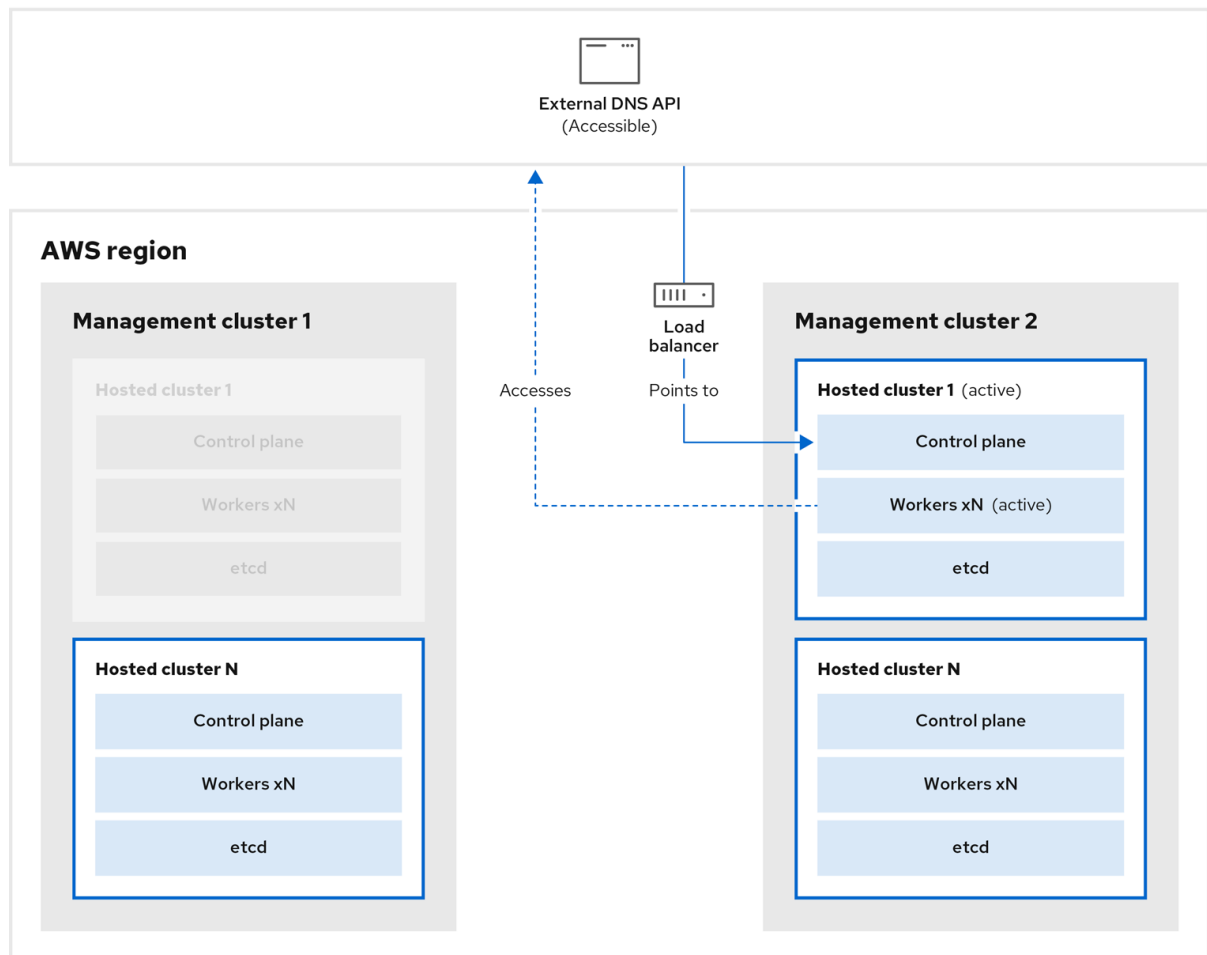 External DNS API
(Accessible)
AWS region
Management cluster 1
Hosted cluster 1
Control plane
Workers xN
etcd
Hosted cluster N
Control plane
Workers xN
etcd
Accesses
Load
balancer
Points to
Management cluster 2
Hosted cluster 1 (active)
Control plane
Workers xN (active)
etcd
Hosted cluster N
Control plane
Workers xN
etcd